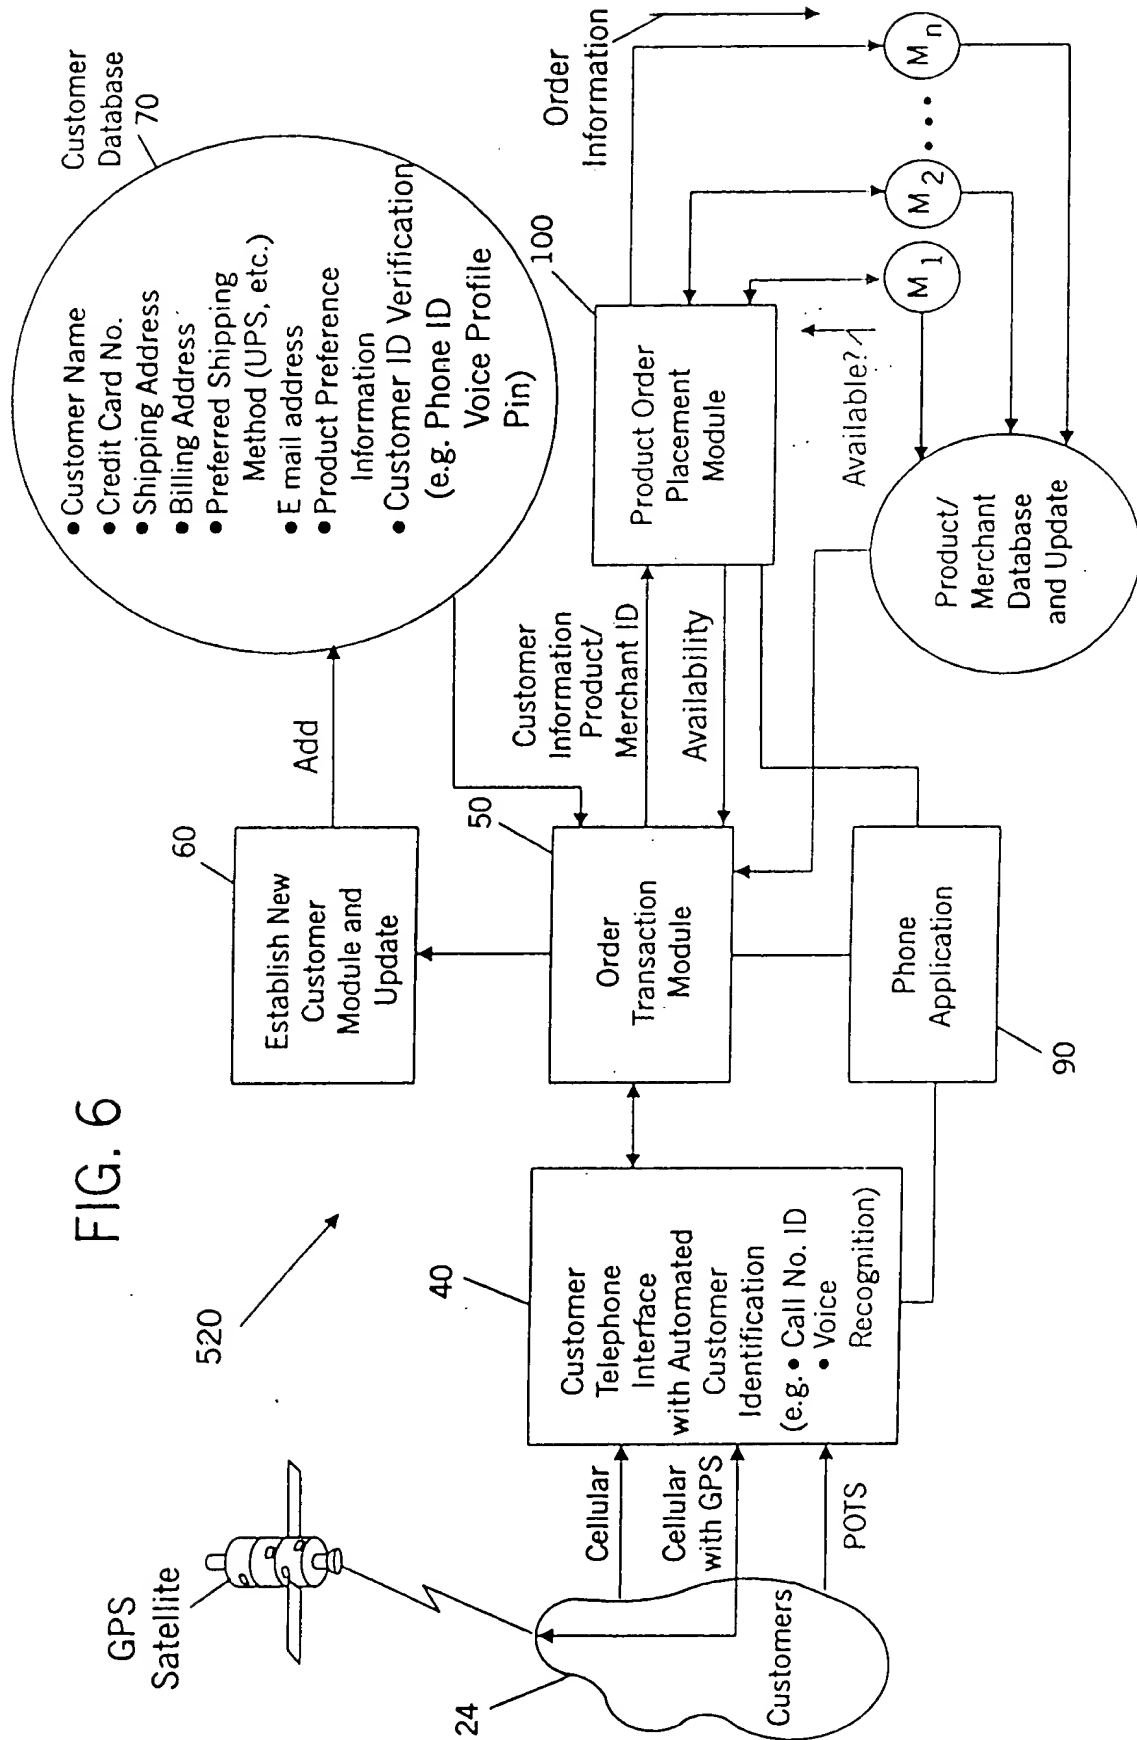 FIG. 6
520
GPS
Satellite
24
Customers
Cellular
Cellular
with GPS
POTS
40
Customer
Telephone
Interface
with Automated
Customer
Identification
(e.g. • Call No. ID
• Voice
Recognition)
60
Establish New
Customer
Module and
Update
Add
Customer
Database
70
• Customer Name
• Credit Card No.
• Shipping Address
• Billing Address
• Preferred Shipping
Method (UPS, etc.)
• E mail address
• Product Preference
Information
• Customer ID Verification
(e.g. Phone ID
Voice Profile
Pin)
50
Order
Transaction
Module
Customer
Information
Product/
Merchant ID
Availability
100
Product Order
Placement
Module
Order
Information
Available?
M1
M2
• • • •
Mn
Phone
Application
90
Product/
Merchant
Database
and Update